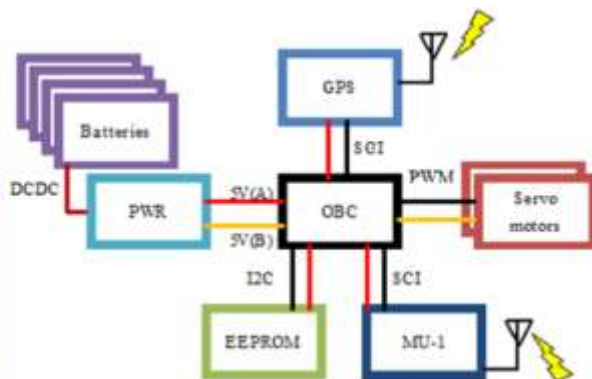 GPS
Batteries
SCI
DCDC
PWM
5V(A)
PWR
OBC
Servo
motors
5V(B)
I2C
SCI
EEPROM
MU-1